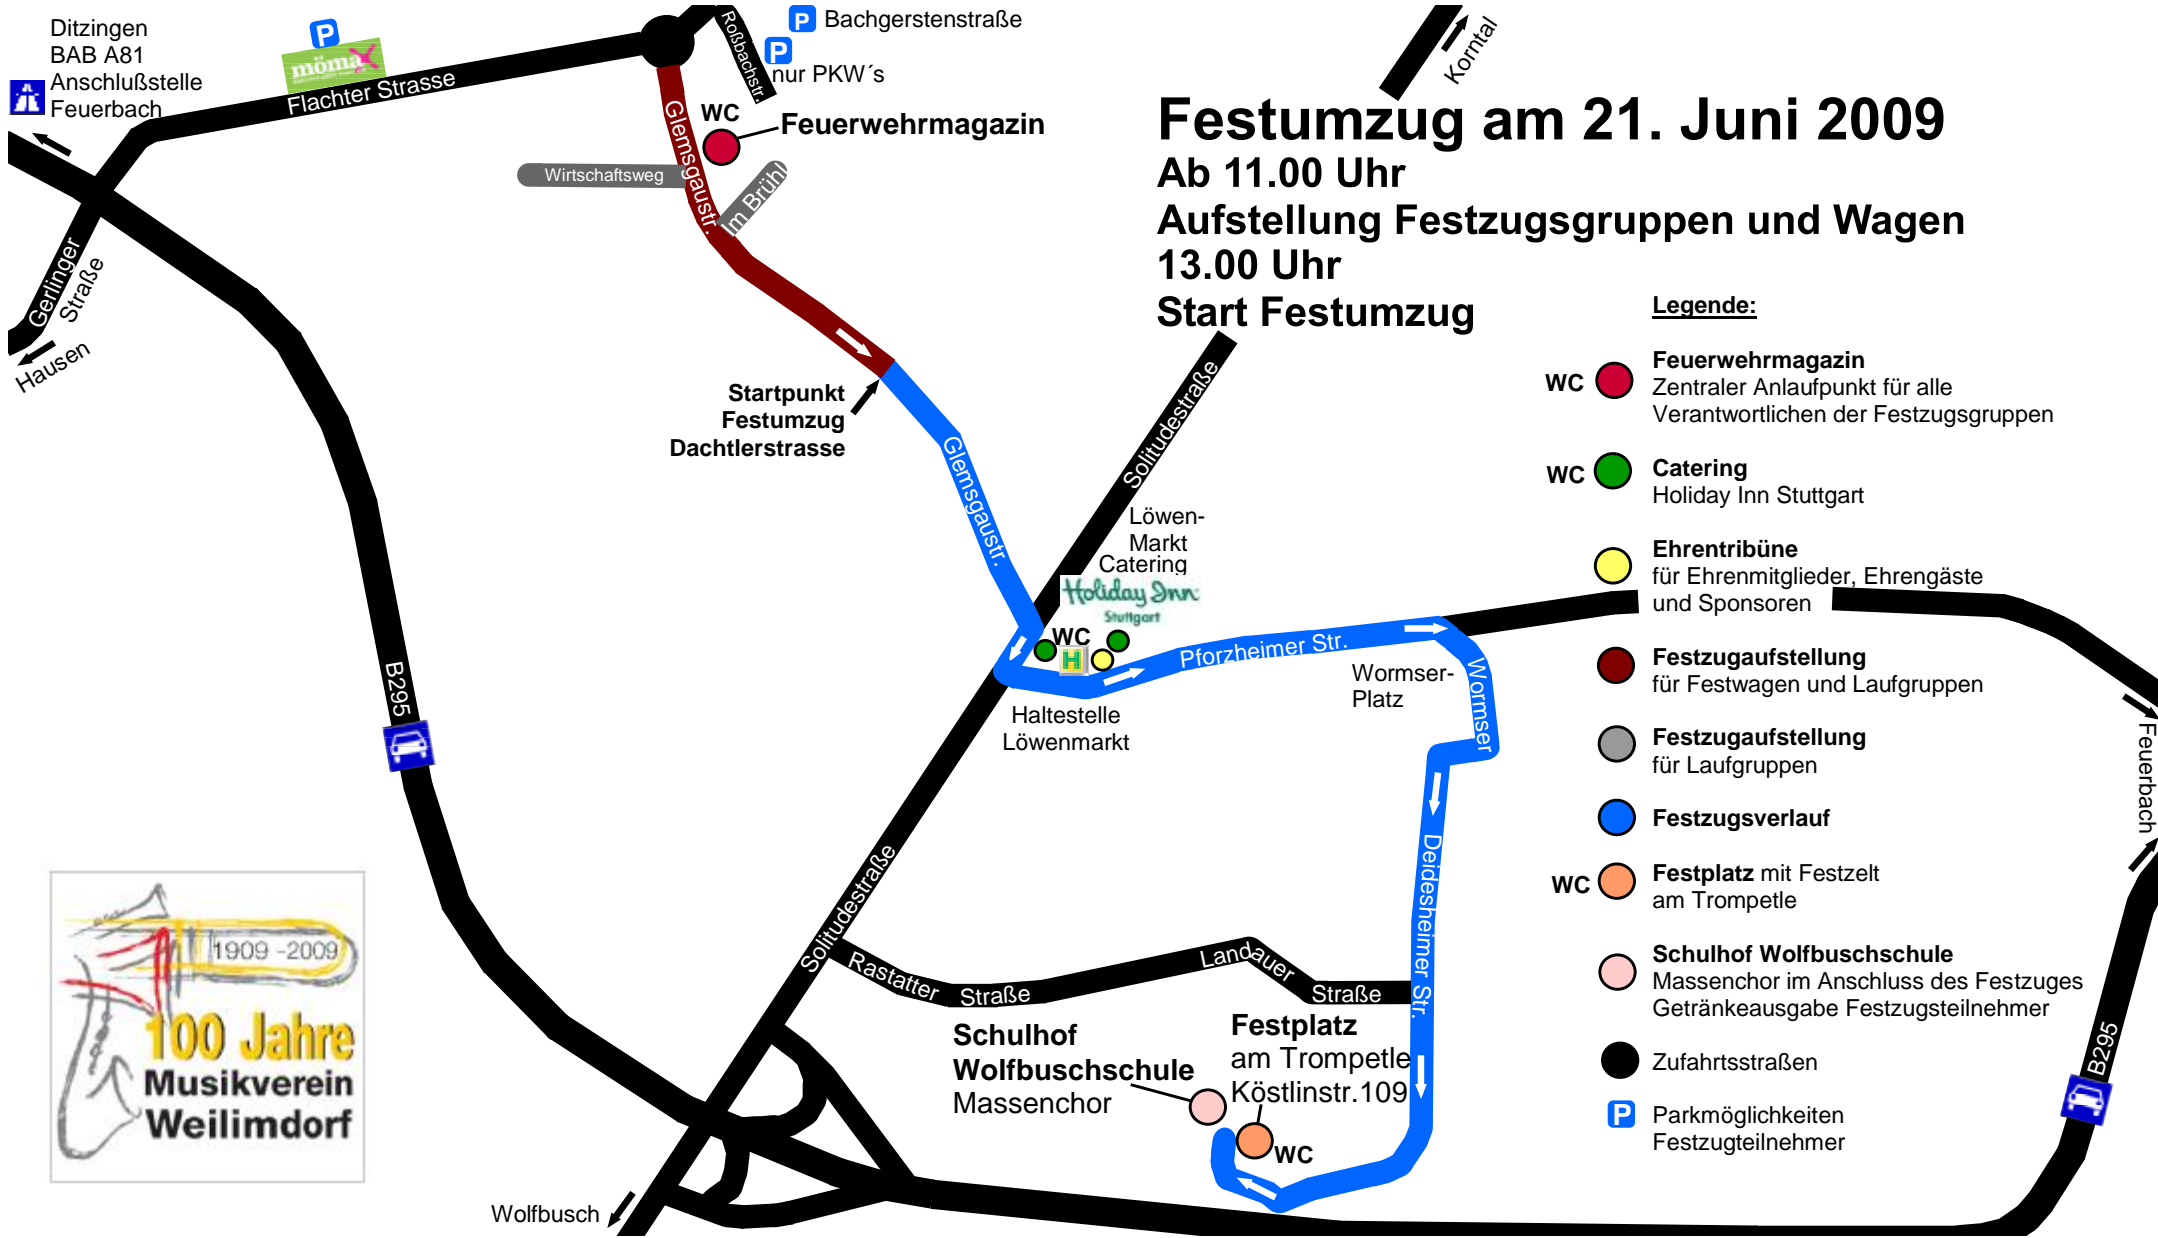 Ditzingen
BAB A81
Anschlußstelle
Feuerbach
P
mömax
Flachter Strasse
Roßbachstr.
P Bachgerstenstraße
P
nur PKW´s
Korntal
WC
Feuerwehrmagazin
Glemsgaustr.
Wirtschaftsweg
Im Brühl
Gerlinger
Straße
Hausen
Festumzug am 21. Juni 2009
Ab 11.00 Uhr
Aufstellung Festzugsgruppen und Wagen
13.00 Uhr
Start Festumzug
Startpunkt
Festumzug
Dachtlerstrasse
Glemsgaustr.
Solitudestraße
Löwen-
Markt
Catering
Holiday Inn
Stuttgart
WC
H
Haltestelle
Löwenmarkt
Pforzheimer Str.
Wormser-
Platz
Wormser
Deidesheimer Str.
B295
Solitudestraße
Rastatter
Straße
Landauer
Straße
Schulhof
Wolfbuschschule
Massenchor
Festplatz
am Trompetle
Köstlinstr.109
WC
Wolfbusch
Feuerbach
B295
1909 -2009
100 Jahre
Musikverein
Weilimdorf
Legende:
WC
Feuerwehrmagazin
Zentraler Anlaufpunkt für alle
Verantwortlichen der Festzugsgruppen
WC
Catering
Holiday Inn Stuttgart
Ehrentribüne
für Ehrenmitglieder, Ehrengäste
und Sponsoren
Festzugaufstellung
für Festwagen und Laufgruppen
Festzugaufstellung
für Laufgruppen
Festzugsverlauf
WC
Festplatz mit Festzelt
am Trompetle
Schulhof Wolfbuschschule
Massenchor im Anschluss des Festzuges
Getränkeausgabe Festzugsteilnehmer
Zufahrtsstraßen
P
Parkmöglichkeiten
Festzugteilnehmer